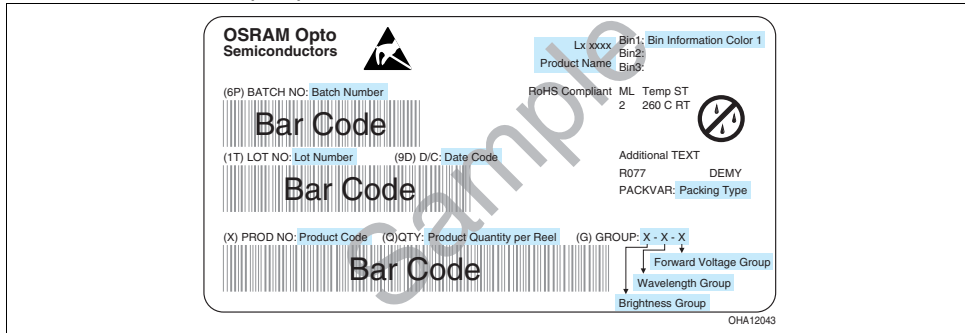 OSRAM Opto
Semiconductors
Lx xxxx
Product Name
Bin1: Bin Information Color 1
Bin2:
Bin3:
RoHS Compliant
ML Temp ST
2 260 C RT
(6P) BATCH NO: Batch Number
Bar Code
(1T) LOT NO: Lot Number (9D) D/C: Date Code
Bar Code
Additional TEXT
R077 DEMY
PACKVAR: Packing Type
(X) PROD NO: Product Code (Q)QTY: Product Quantity per Reel (G) GROUP: X - X - X
Bar Code
Forward Voltage Group
Wavelength Group
Brightness Group
Sample
OHA12043